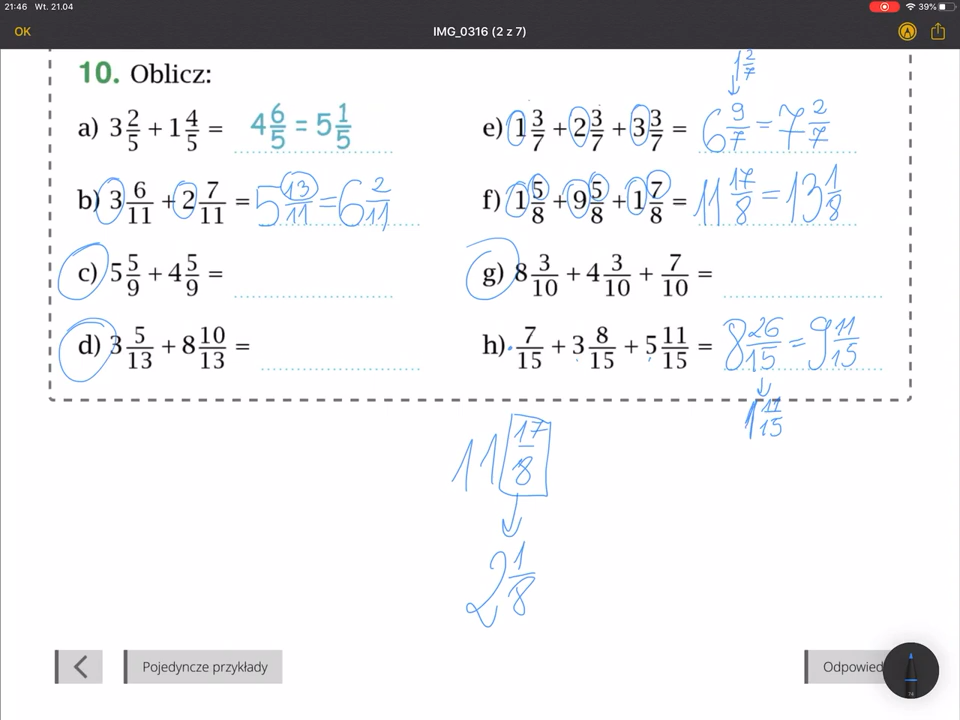 21:46 Wt. 21.04 39%
OK IMG_0316 (2 z 7)
1 2/7
10. Oblicz:
a) 3 2/5 + 1 4/5 = 4 6/5 = 5 1/5
e) 1 3/7 + 2 3/7 + 3 3/7 = 6 9/7 = 7 2/7
b) 3 6/11 + 2 7/11 = 5 13/11 = 6 2/11
f) 1 5/8 + 9 5/8 + 1 7/8 = 11 17/8 = 13 1/8
c) 5 5/9 + 4 5/9 =
g) 8 3/10 + 4 3/10 + 7/10 =
d) 3 5/13 + 8 10/13 =
h) 7/15 + 3 8/15 + 5 11/15 = 8 26/15 = 9 11/15
1 11/15
11 17/8
2 1/8
Pojedyncze przykłady Odpowied